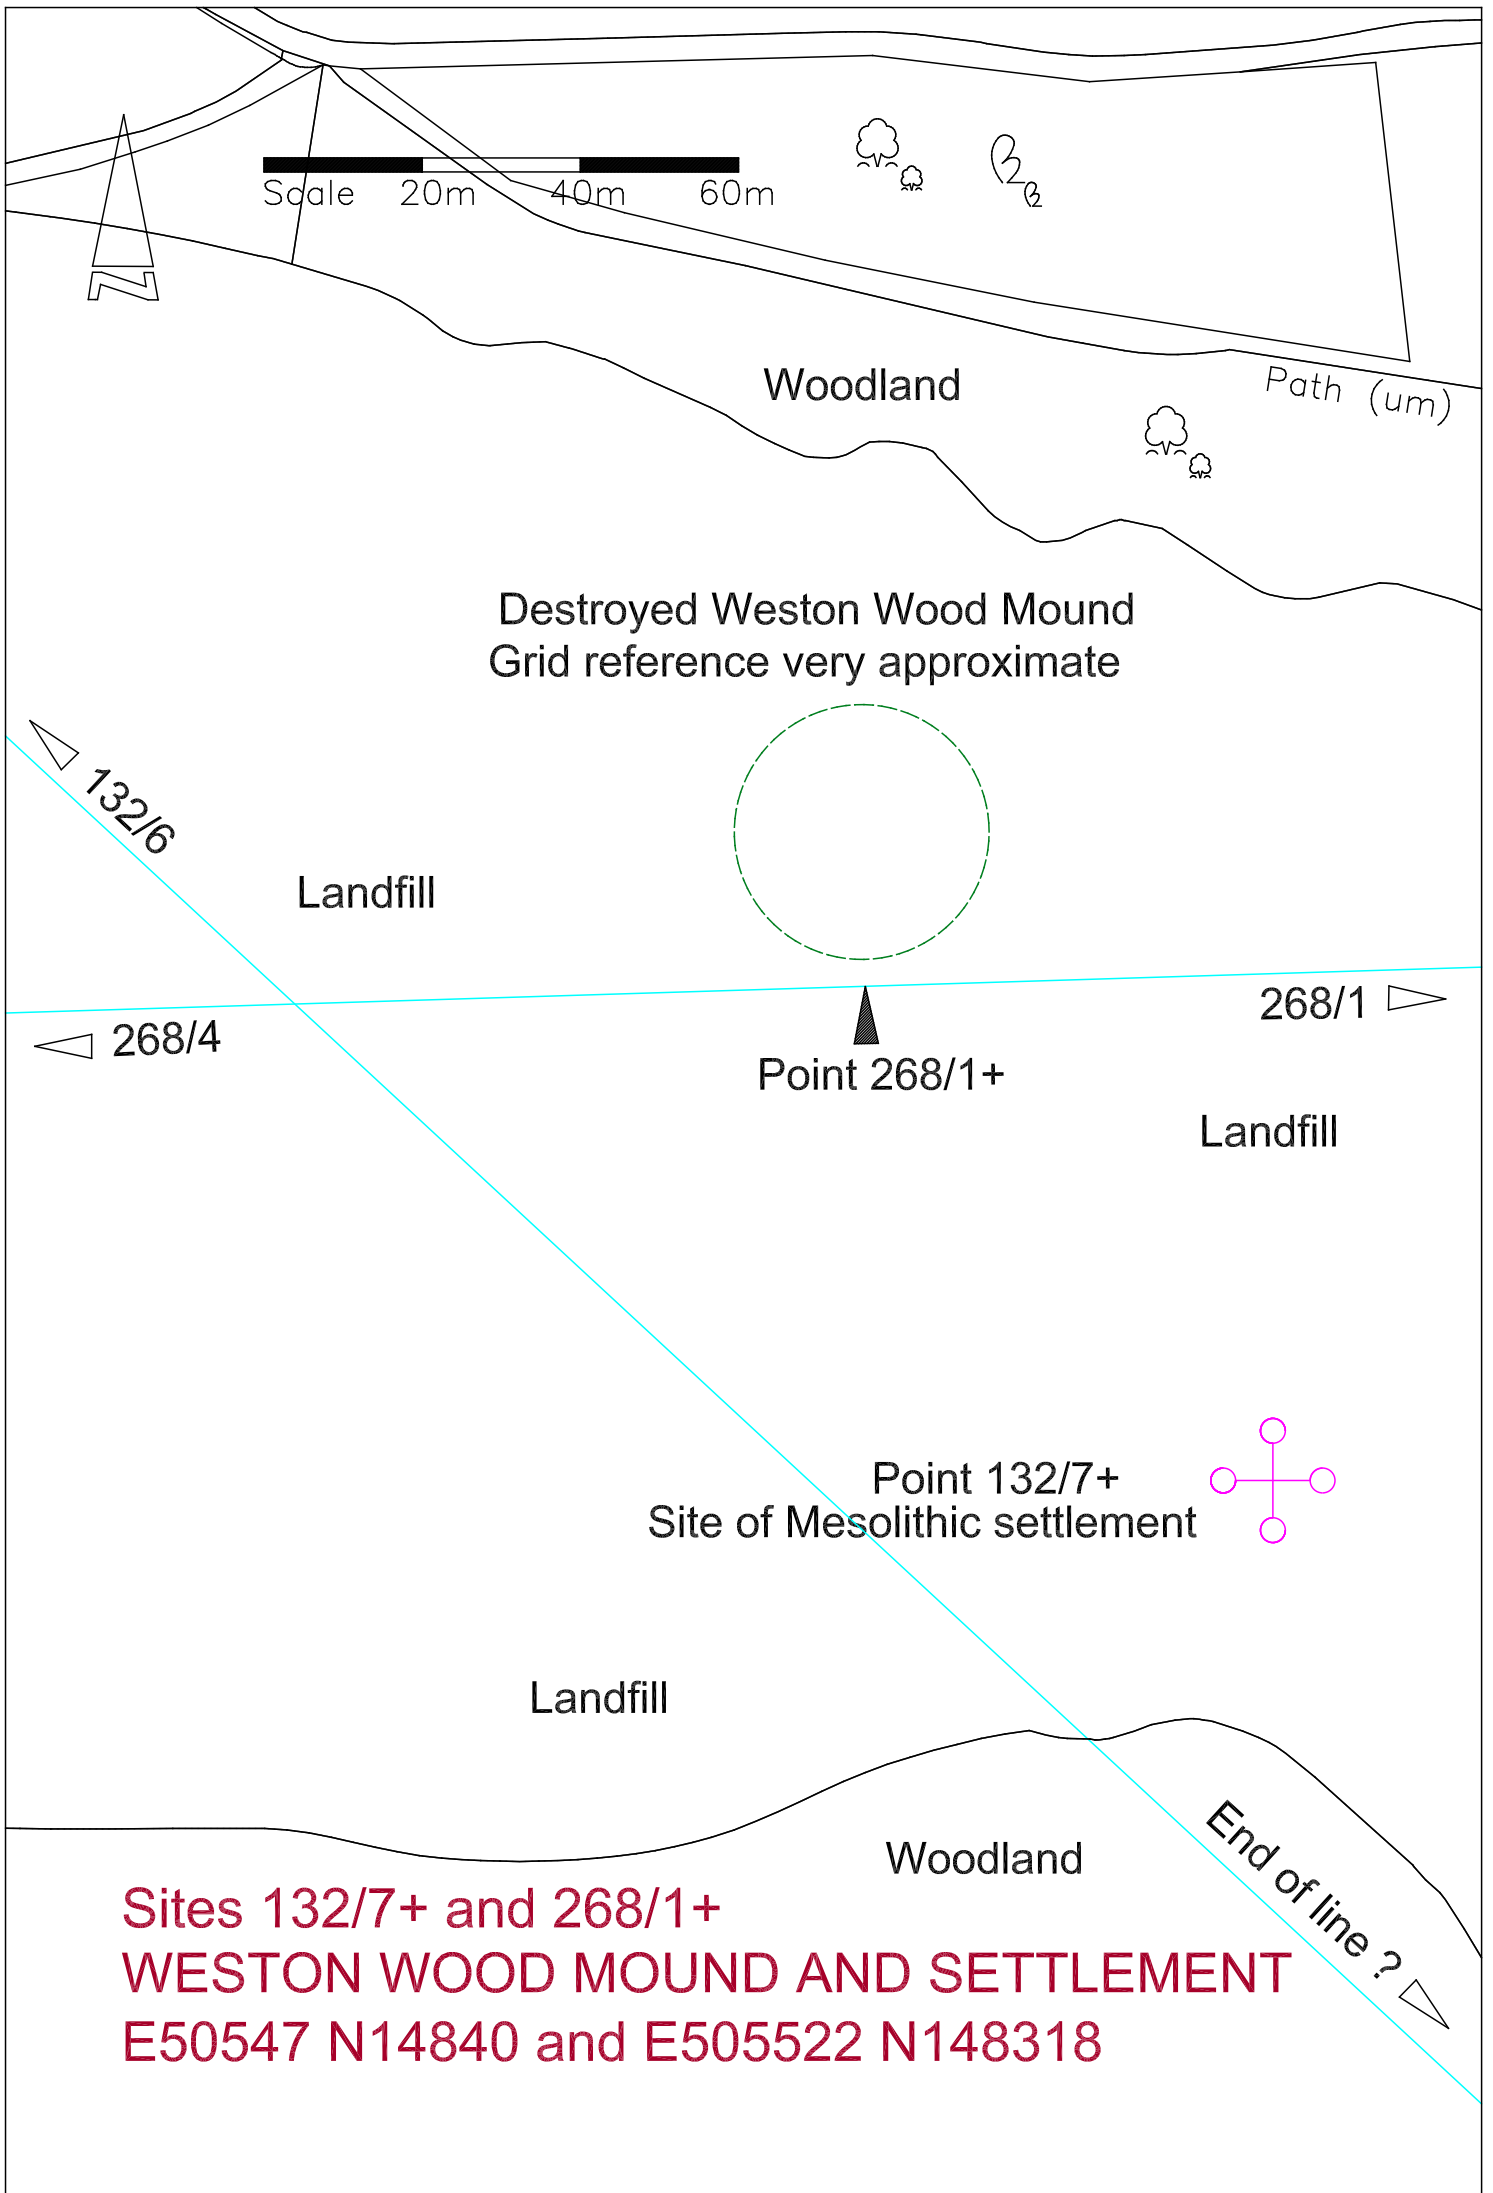 Scale 20m 40m 60m
N
Woodland
Path (um)
Destroyed Weston Wood Mound
Grid reference very approximate
132/6
Landfill
268/4
268/1
Point 268/1+
Landfill
Point 132/7+
Site of Mesolithic settlement
Landfill
Woodland
End of line ?
Sites 132/7+ and 268/1+
WESTON WOOD MOUND AND SETTLEMENT
E50547 N14840 and E505522 N148318